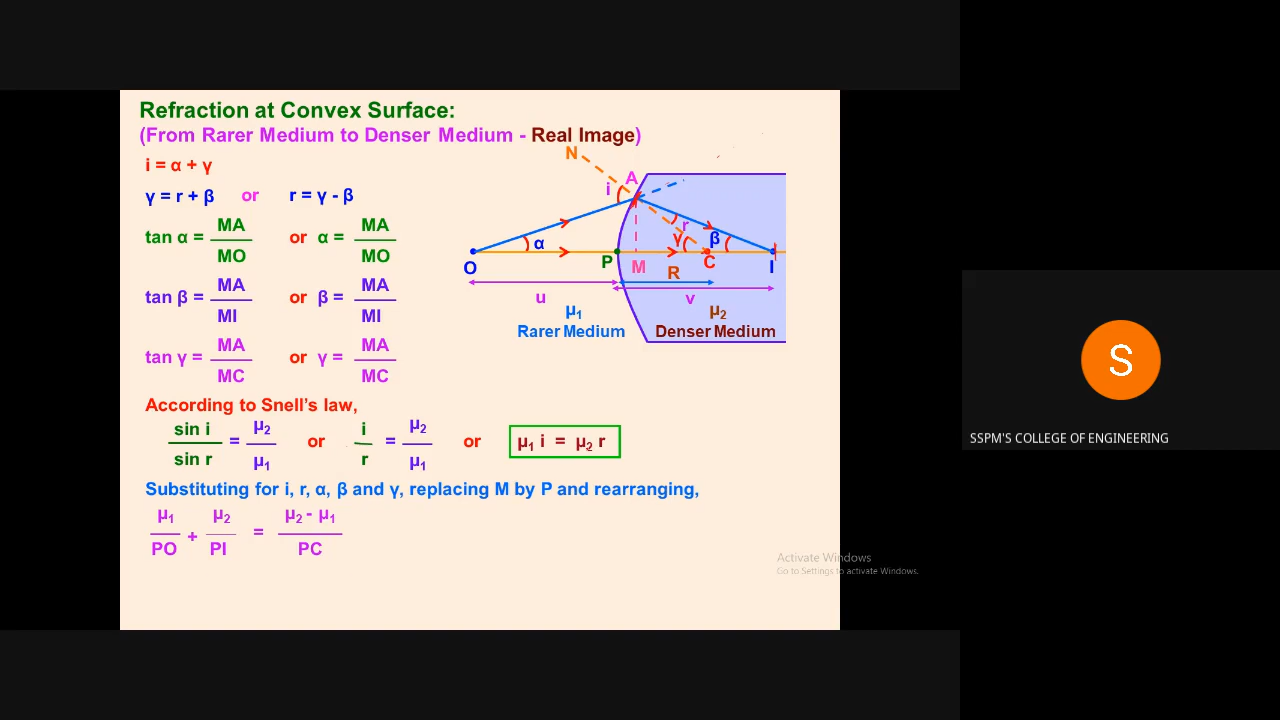 Refraction at Convex Surface:
(From Rarer Medium to Denser Medium - Real Image)
i = α + γ
γ = r + β or r = γ - β
tan α = MA / MO or α = MA / MO
tan β = MA / MI or β = MA / MI
tan γ = MA / MC or γ = MA / MC
According to Snell's law,
sin i / sin r = μ₂ / μ₁ or i / r = μ₂ / μ₁ or μ₁ i = μ₂ r
Substituting for i, r, α, β and γ, replacing M by P and rearranging,
μ₁ / PO + μ₂ / PI = μ₂ - μ₁ / PC
N
A
i
r
α
γ
β
O
P
M
C
I
R
u
v
μ₁
μ₂
Rarer Medium
Denser Medium
Activate Windows
Go to Settings to activate Windows.
S
SSPM'S COLLEGE OF ENGINEERING